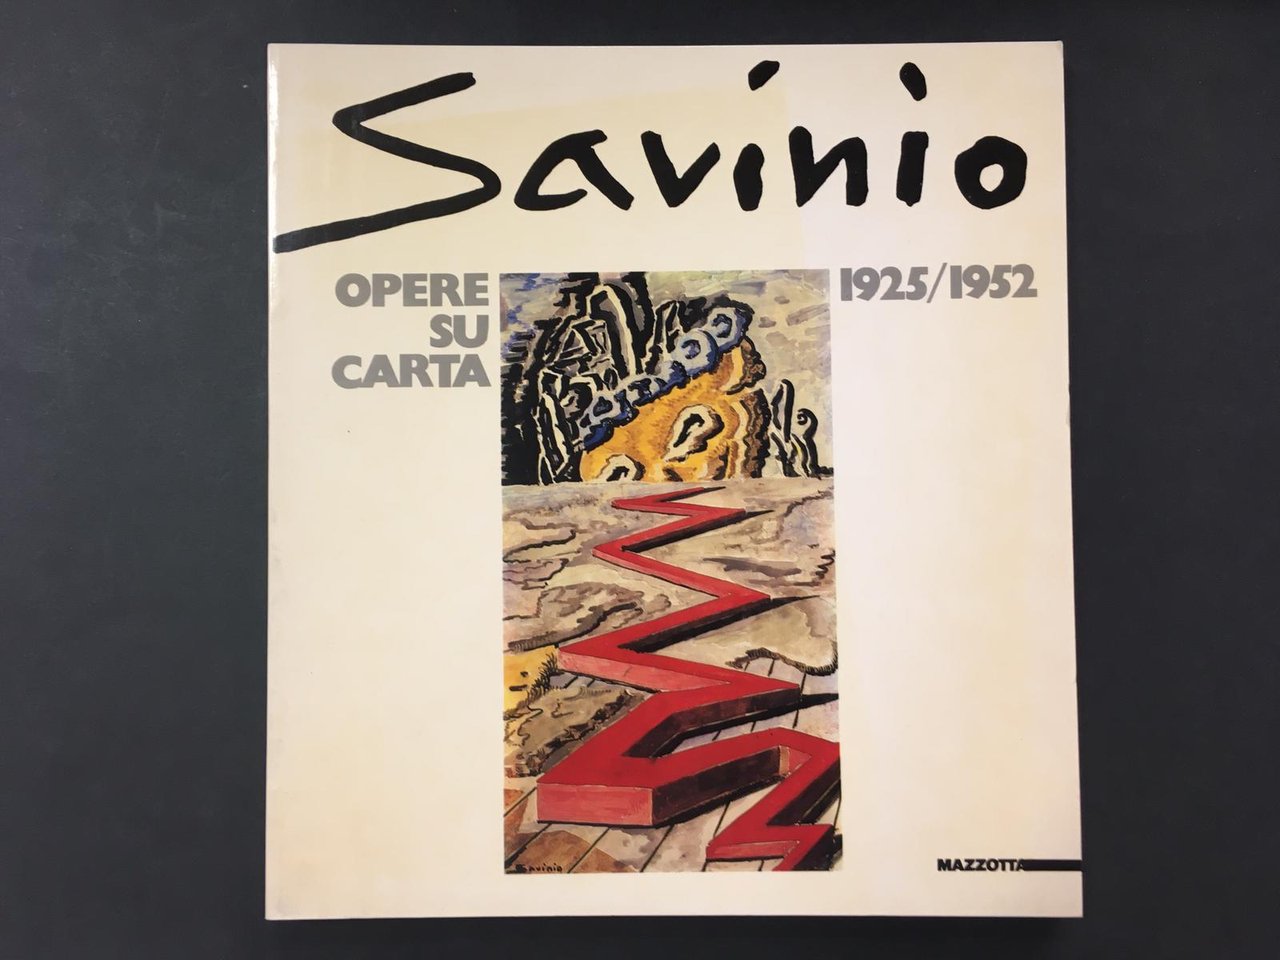 Savinio
OPERE
SU
CARTA
1925/1952
Savinio
MAZZOTTA